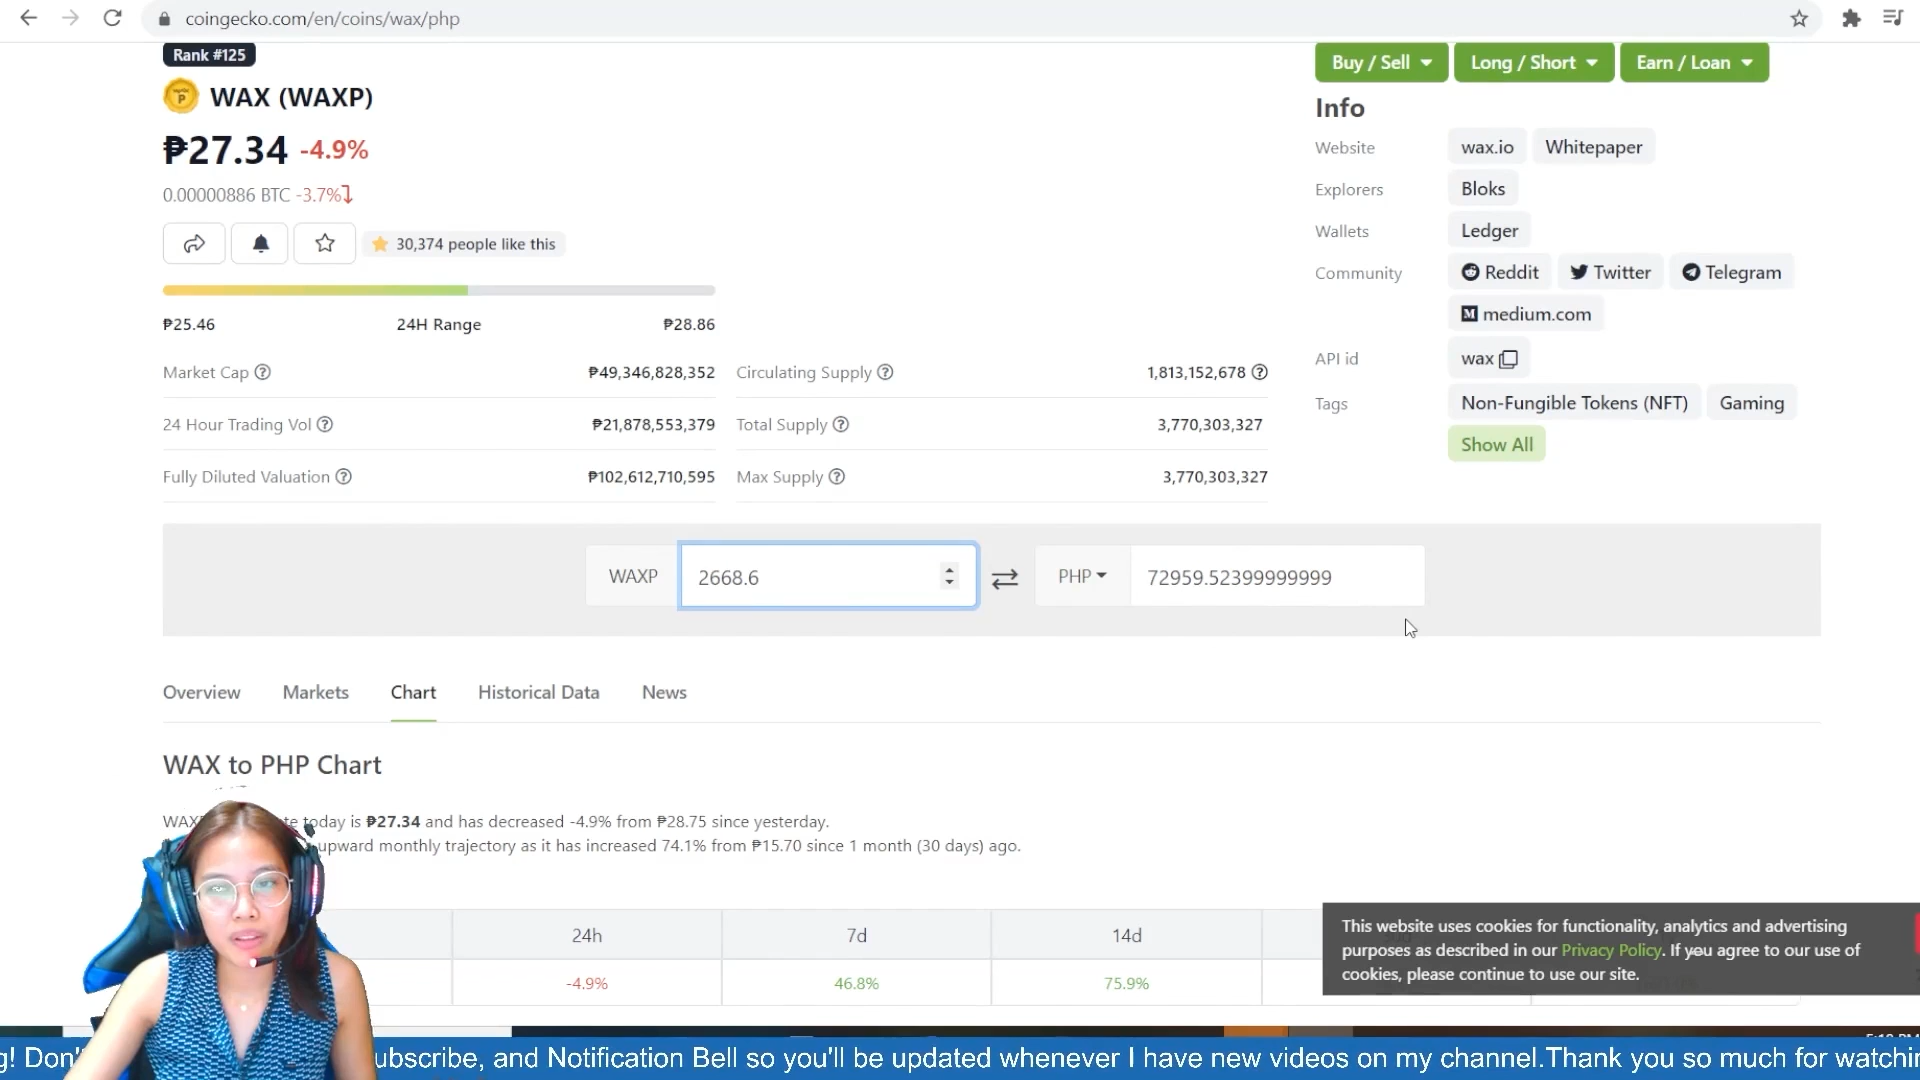 coingecko.com/en/coins/wax/php
Rank #125
WAX (WAXP)
₱27.34 -4.9%
0.00000886 BTC -3.7%
30,374 people like this
₱25.46 24H Range ₱28.86
Market Cap ₱49,346,828,352
24 Hour Trading Vol ₱21,878,553,379
Fully Diluted Valuation ₱102,612,710,595
Circulating Supply 1,813,152,678
Total Supply 3,770,303,327
Max Supply 3,770,303,327
Buy / Sell Long / Short Earn / Loan
Info
Website wax.io Whitepaper
Explorers Bloks
Wallets Ledger
Community Reddit Twitter Telegram
medium.com
API id wax
Tags Non-Fungible Tokens (NFT) Gaming
Show All
WAXP 2668.6 PHP 72959.52399999999
Overview Markets Chart Historical Data News
WAX to PHP Chart
today is ₱27.34 and has decreased -4.9% from ₱28.75 since yesterday.
upward monthly trajectory as it has increased 74.1% from ₱15.70 since 1 month (30 days) ago.
24h 7d 14d
-4.9% 46.8% 75.9%
This website uses cookies for functionality, analytics and advertising
purposes as described in our Privacy Policy. If you agree to our use of
cookies, please continue to use our site.
g! Don' ubscribe, and Notification Bell so you'll be updated whenever I have new videos on my channel.Thank you so much for watchin